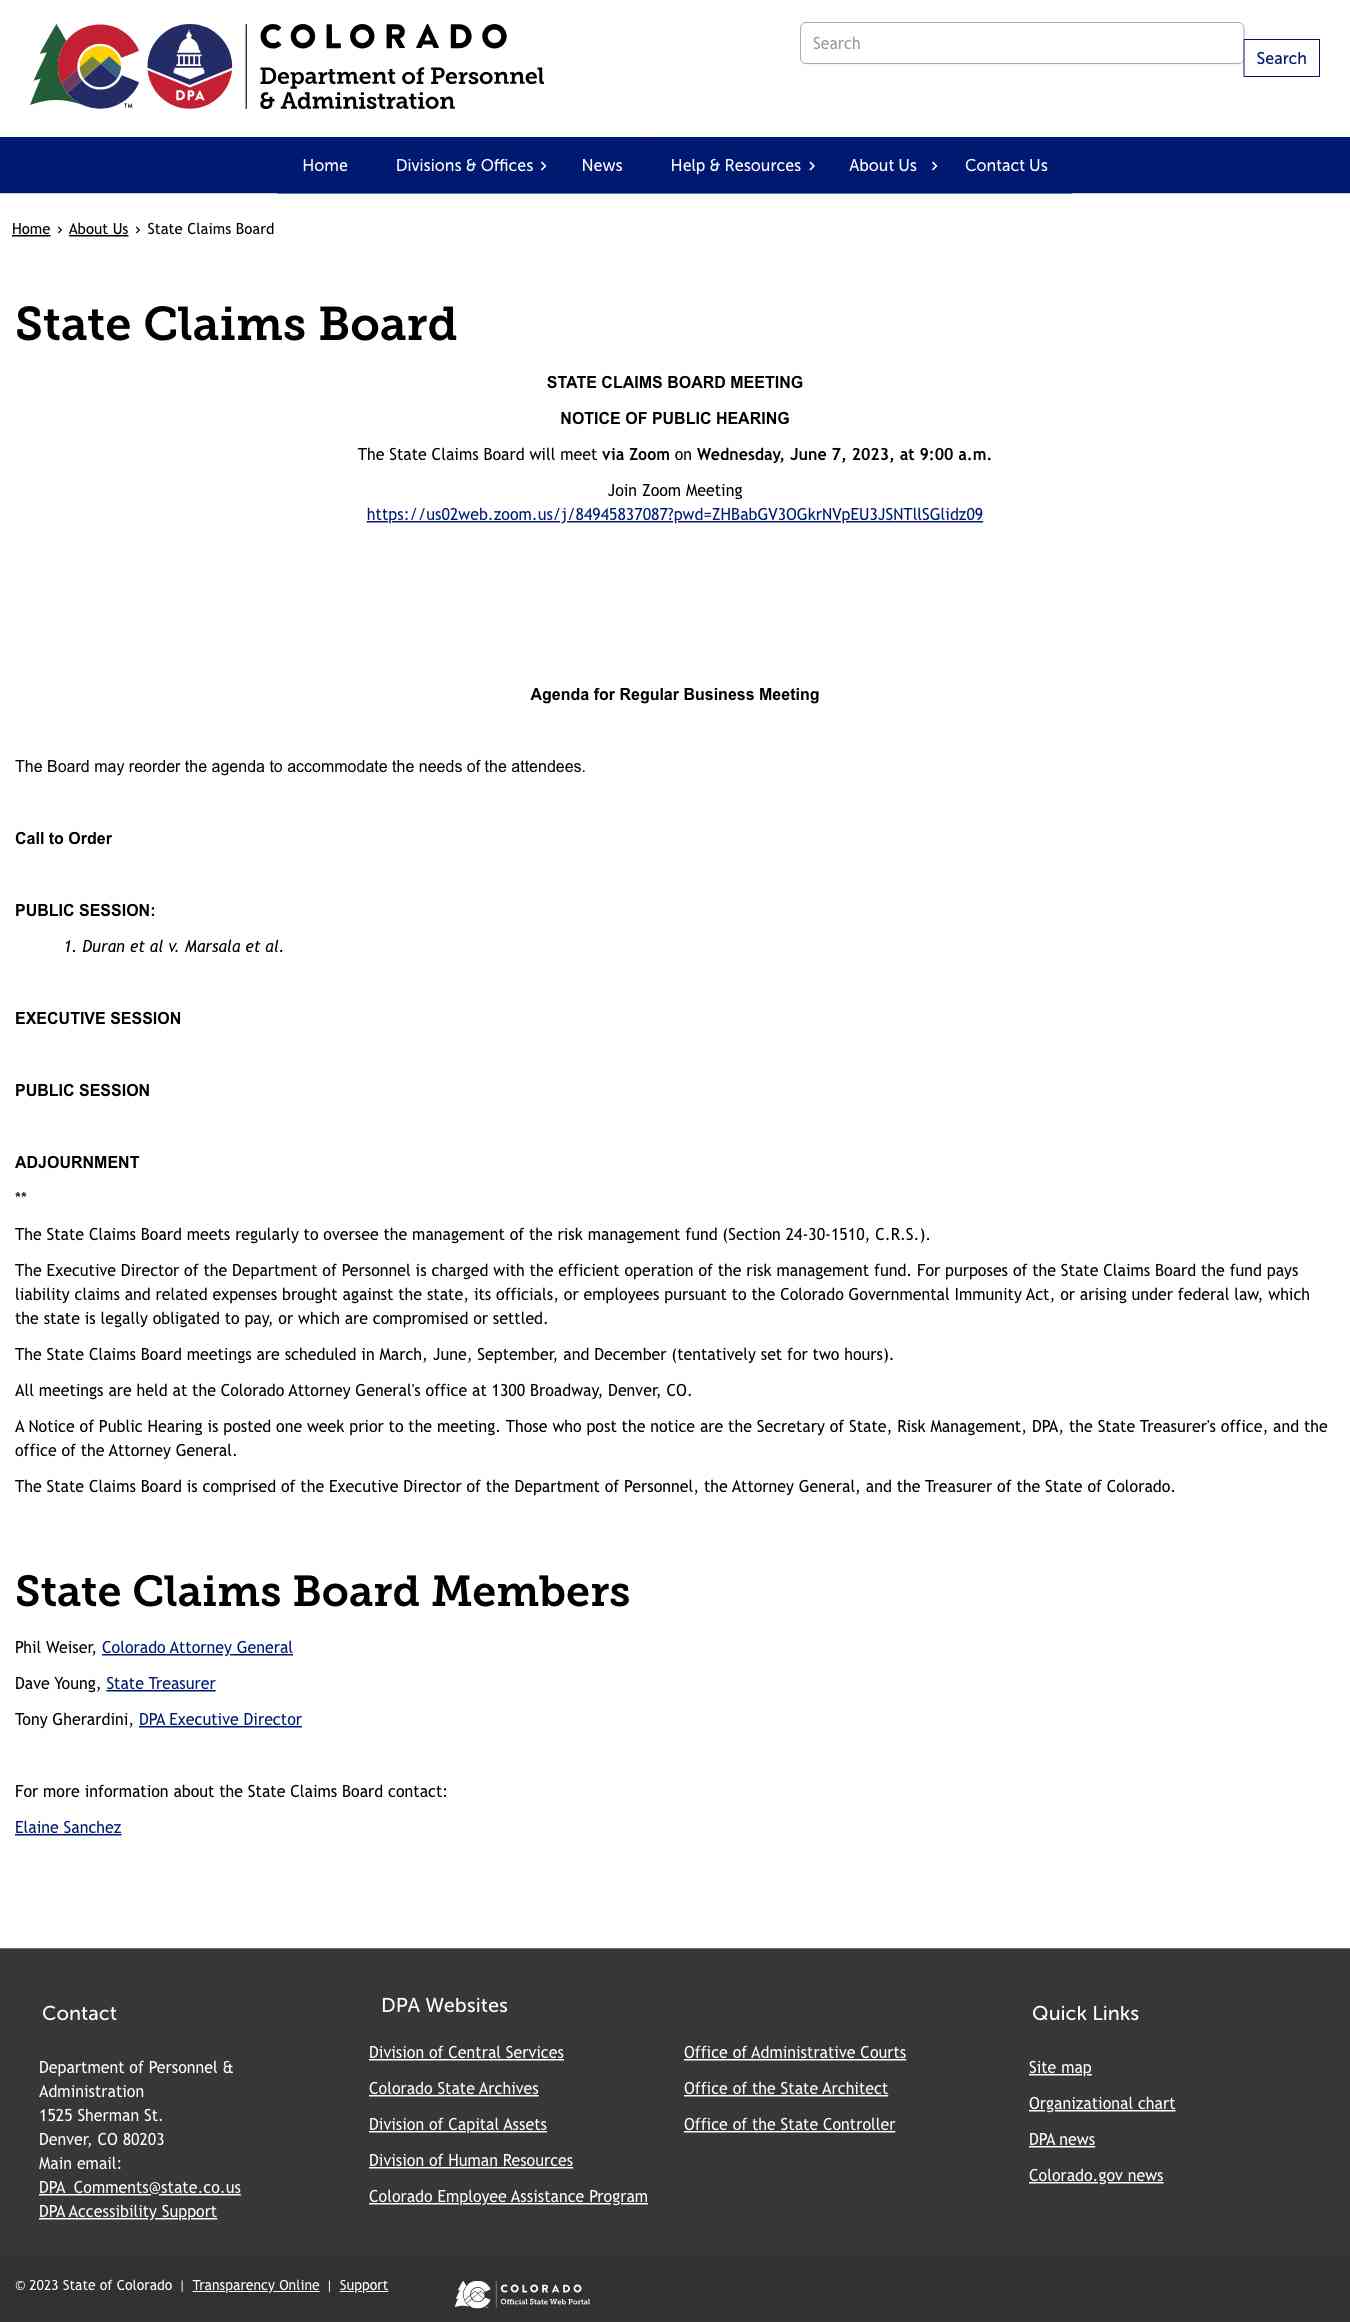 COLORADO
Department of Personnel
& Administration
DPA
TM
Search
Search
Home
Divisions & Offices ›
News
Help & Resources ›
About Us ›
Contact Us
Home › About Us › State Claims Board
State Claims Board
STATE CLAIMS BOARD MEETING
NOTICE OF PUBLIC HEARING
The State Claims Board will meet via Zoom on Wednesday, June 7, 2023, at 9:00 a.m.
Join Zoom Meeting
https://us02web.zoom.us/j/84945837087?pwd=ZHBabGV3OGkrNVpEU3JSNTllSGlidz09
Agenda for Regular Business Meeting
The Board may reorder the agenda to accommodate the needs of the attendees.
Call to Order
PUBLIC SESSION:
1. Duran et al v. Marsala et al.
EXECUTIVE SESSION
PUBLIC SESSION
ADJOURNMENT
**
The State Claims Board meets regularly to oversee the management of the risk management fund (Section 24-30-1510, C.R.S.).
The Executive Director of the Department of Personnel is charged with the efficient operation of the risk management fund. For purposes of the State Claims Board the fund pays
liability claims and related expenses brought against the state, its officials, or employees pursuant to the Colorado Governmental Immunity Act, or arising under federal law, which
the state is legally obligated to pay, or which are compromised or settled.
The State Claims Board meetings are scheduled in March, June, September, and December (tentatively set for two hours).
All meetings are held at the Colorado Attorney General's office at 1300 Broadway, Denver, CO.
A Notice of Public Hearing is posted one week prior to the meeting. Those who post the notice are the Secretary of State, Risk Management, DPA, the State Treasurer's office, and the
office of the Attorney General.
The State Claims Board is comprised of the Executive Director of the Department of Personnel, the Attorney General, and the Treasurer of the State of Colorado.
State Claims Board Members
Phil Weiser, Colorado Attorney General
Dave Young, State Treasurer
Tony Gherardini, DPA Executive Director
For more information about the State Claims Board contact:
Elaine Sanchez
Contact
Department of Personnel &
Administration
1525 Sherman St.
Denver, CO 80203
Main email:
DPA_Comments@state.co.us
DPA Accessibility Support
DPA Websites
Division of Central Services
Colorado State Archives
Division of Capital Assets
Division of Human Resources
Colorado Employee Assistance Program
Office of Administrative Courts
Office of the State Architect
Office of the State Controller
Quick Links
Site map
Organizational chart
DPA news
Colorado.gov news
© 2023 State of Colorado | Transparency Online | Support
COLORADO
Official State Web Portal